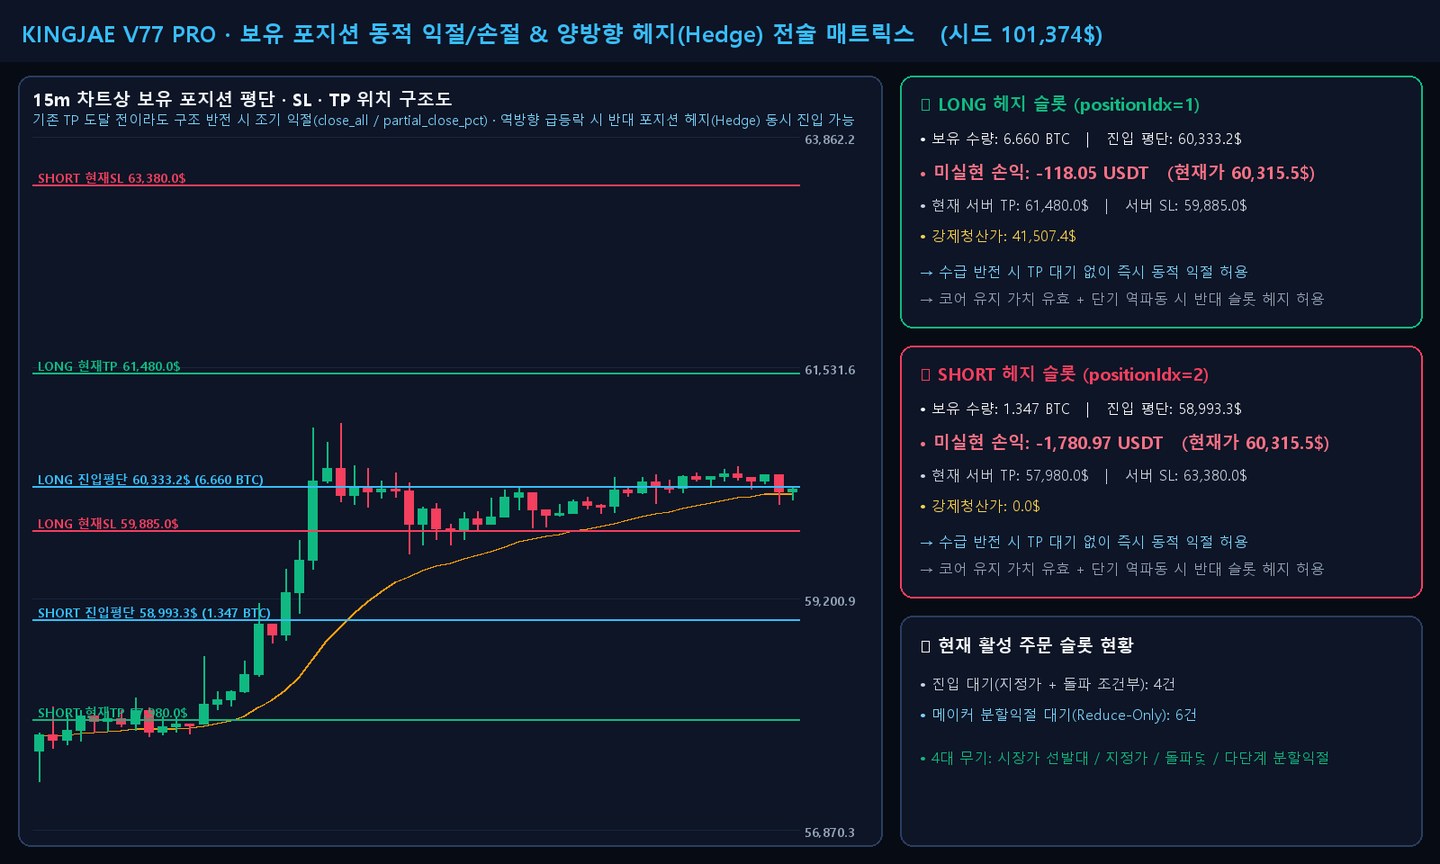 KINGJAE V77 PRO · 보유 포지션 동적 익절/손절 & 양방향 헤지(Hedge) 전술 매트릭스 (시드 101,374$)
15m 차트상 보유 포지션 평단 · SL · TP 위치 구조도
기존 TP 도달 전이라도 구조 반전 시 조기 익절(close_all / partial_close_pct) · 역방향 급등락 시 반대 포지션 헤지(Hedge) 동시 진입 가능
63,862.2
SHORT 현재SL 63,380.0$
LONG 현재TP 61,480.0$
61,531.6
LONG 진입평단 60,333.2$ (6.660 BTC)
LONG 현재SL 59,885.0$
59,200.9
SHORT 진입평단 58,993.3$ (1.347 BTC)
SHORT 현재TP 57,980.0$
56,870.3
LONG 헤지 슬롯 (positionIdx=1)
• 보유 수량: 6.660 BTC | 진입 평단: 60,333.2$
• 미실현 손익: -118.05 USDT (현재가 60,315.5$)
• 현재 서버 TP: 61,480.0$ | 서버 SL: 59,885.0$
• 강제청산가: 41,507.4$
→ 수급 반전 시 TP 대기 없이 즉시 동적 익절 허용
→ 코어 유지 가치 유효 + 단기 역파동 시 반대 슬롯 헤지 허용
SHORT 헤지 슬롯 (positionIdx=2)
• 보유 수량: 1.347 BTC | 진입 평단: 58,993.3$
• 미실현 손익: -1,780.97 USDT (현재가 60,315.5$)
• 현재 서버 TP: 57,980.0$ | 서버 SL: 63,380.0$
• 강제청산가: 0.0$
→ 수급 반전 시 TP 대기 없이 즉시 동적 익절 허용
→ 코어 유지 가치 유효 + 단기 역파동 시 반대 슬롯 헤지 허용
현재 활성 주문 슬롯 현황
• 진입 대기(지정가 + 돌파 조건부): 4건
• 메이커 분할익절 대기(Reduce-Only): 6건
• 4대 무기: 시장가 선발대 / 지정가 / 돌파덫 / 다단계 분할익절